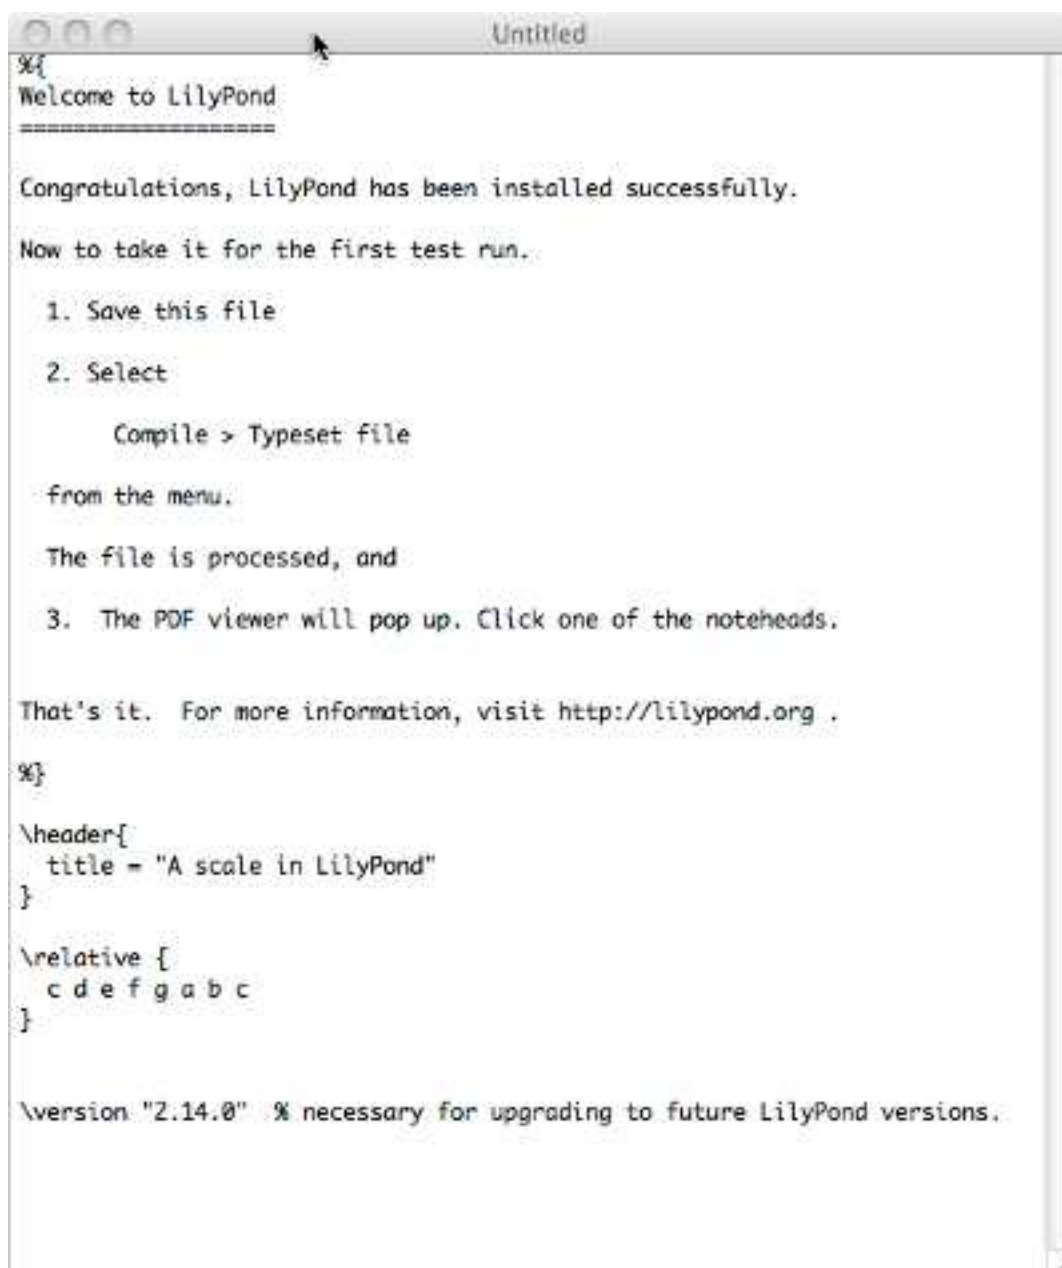 Untitled
%{
Welcome to LilyPond
===================
Congratulations, LilyPond has been installed successfully.
Now to take it for the first test run.
1. Save this file
2. Select
Compile > Typeset file
from the menu.
The file is processed, and
3.  The PDF viewer will pop up. Click one of the noteheads.
That's it.  For more information, visit http://lilypond.org .
%}
\header{
title = "A scale in LilyPond"
}
\relative {
c d e f g a b c
}
\version "2.14.0"  % necessary for upgrading to future LilyPond versions.